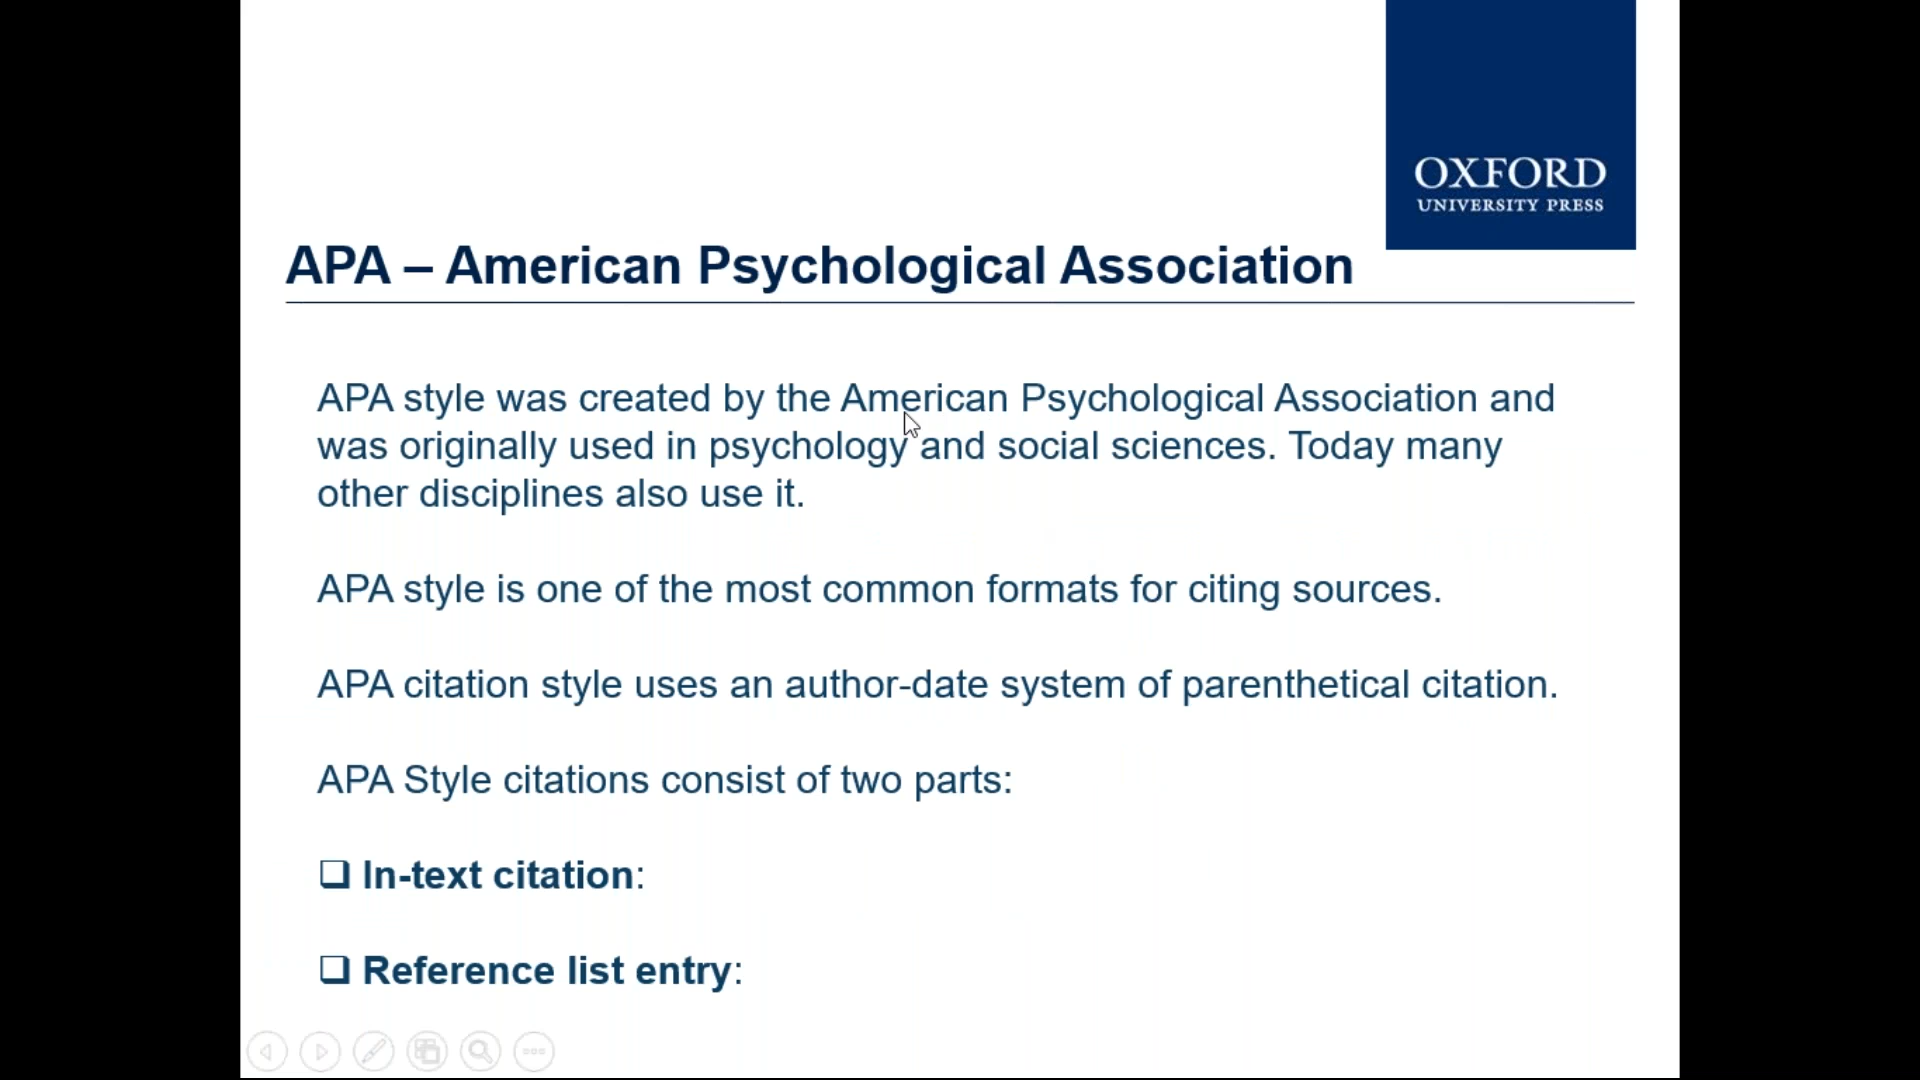 OXFORD
UNIVERSITY PRESS
APA – American Psychological Association
APA style was created by the American Psychological Association and
was originally used in psychology and social sciences. Today many
other disciplines also use it.
APA style is one of the most common formats for citing sources.
APA citation style uses an author-date system of parenthetical citation.
APA Style citations consist of two parts:
❑ In-text citation:
❑ Reference list entry: